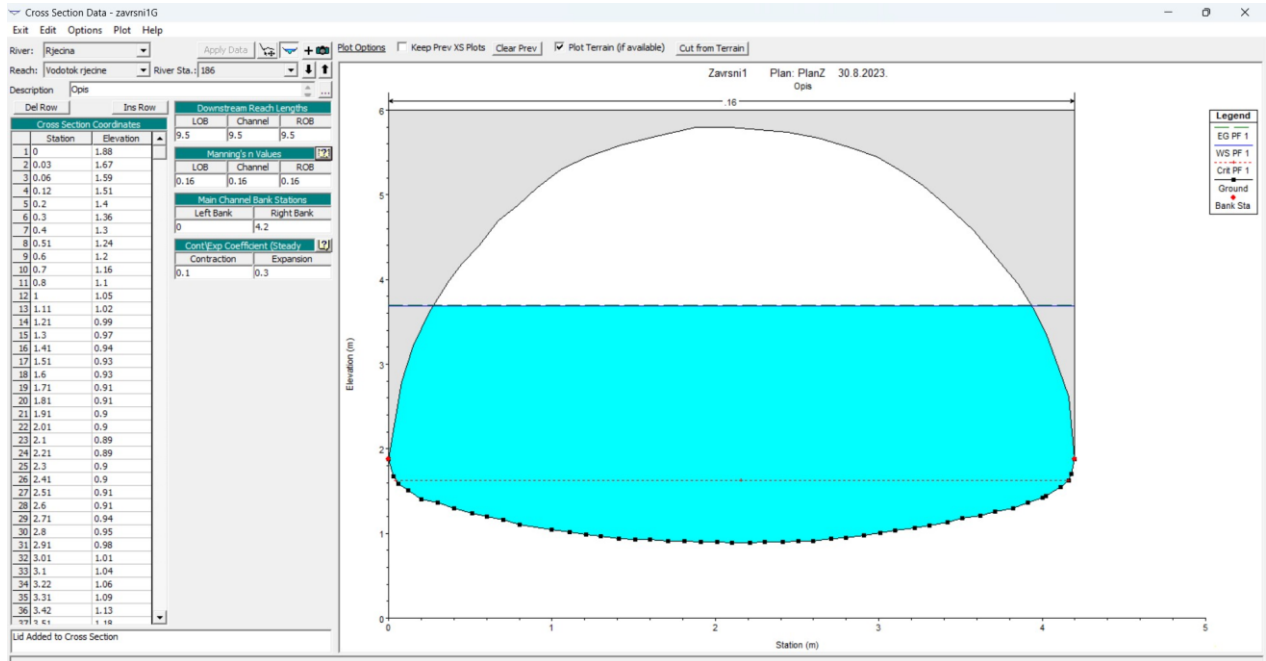 Cross Section Data - zavrsni1G
Exit Edit Options Plot Help
River: Rjecina Apply Data + Plot Options Keep Prev XS Plots Clear Prev Plot Terrain (if available) Cut from Terrain
Reach: Vodotok rjecine River Sta.: 186
Description Opis ...
Del Row Ins Row
Cross Section Coordinates
Station Elevation
1 0 1.88
2 0.03 1.67
3 0.06 1.59
4 0.12 1.51
5 0.2 1.4
6 0.3 1.36
7 0.4 1.3
8 0.51 1.24
9 0.6 1.2
10 0.7 1.16
11 0.8 1.1
12 1 1.05
13 1.11 1.02
14 1.21 0.99
15 1.3 0.97
16 1.41 0.94
17 1.51 0.93
18 1.6 0.93
19 1.71 0.91
20 1.81 0.91
21 1.91 0.9
22 2.01 0.9
23 2.1 0.89
24 2.21 0.89
25 2.3 0.9
26 2.41 0.9
27 2.51 0.91
28 2.6 0.91
29 2.71 0.94
30 2.8 0.95
31 2.91 0.98
32 3.01 1.01
33 3.1 1.04
34 3.22 1.06
35 3.31 1.09
36 3.42 1.13
37 3.51 1.18
Lid Added to Cross Section
Downstream Reach Lengths
LOB Channel ROB
9.5 9.5 9.5
Manning's n Values ?
LOB Channel ROB
0.16 0.16 0.16
Main Channel Bank Stations
Left Bank Right Bank
0 4.2
Cont\Exp Coefficient (Steady ?
Contraction Expansion
0.1 0.3
Zavrsni1 Plan: PlanZ 30.8.2023.
Opis
.16
6
5
4
3
2
1
0
Elevation (m)
0 1 2 3 4 5
Station (m)
Legend
EG PF 1
WS PF 1
Crit PF 1
Ground
Bank Sta